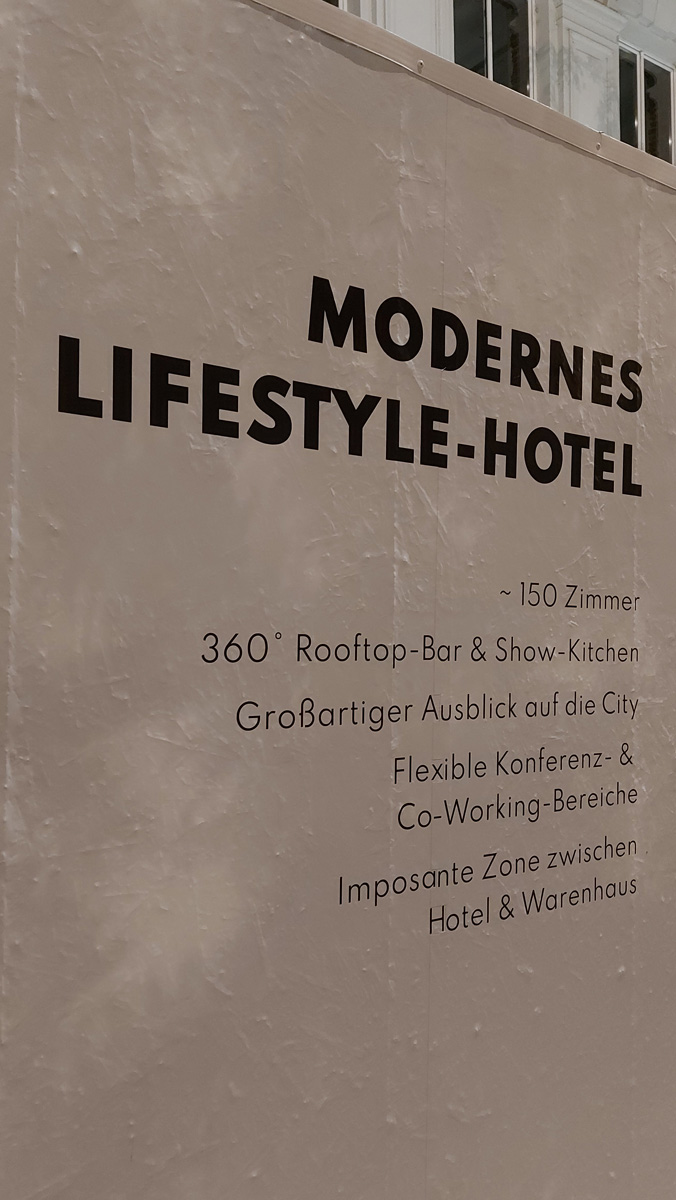 MODERNES
LIFESTYLE-HOTEL
~ 150 Zimmer
360° Rooftop-Bar & Show-Kitchen
Großartiger Ausblick auf die City
Flexible Konferenz- &
Co-Working-Bereiche
Imposante Zone zwischen
Hotel & Warenhaus